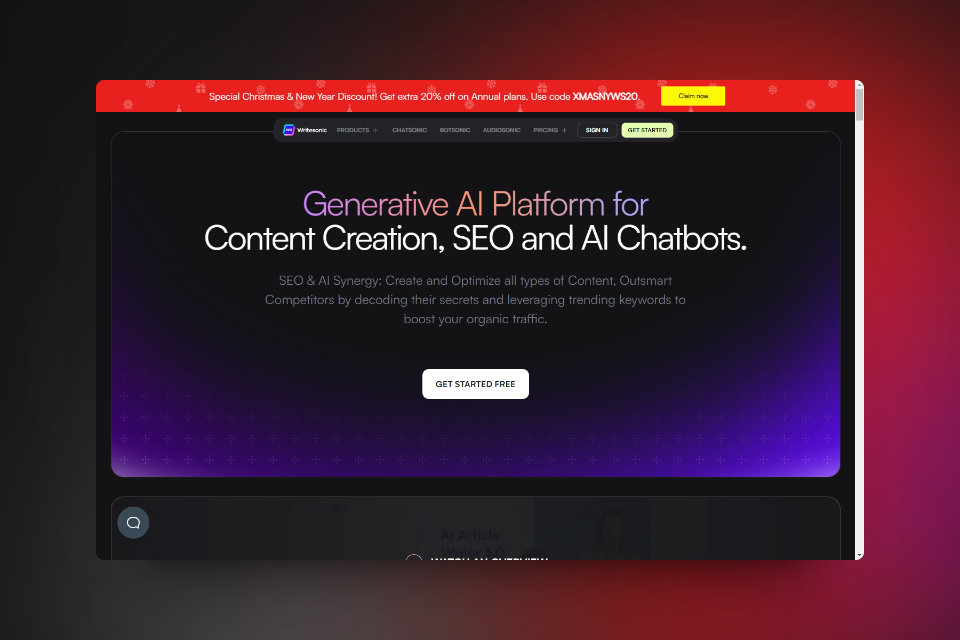 Special Christmas & New Year Discount! Get extra 20% off on Annual plans. Use code XMASNYWS20. Claim now
Writesonic PRODUCTS + CHATSONIC BOTSONIC AUDIOSONIC PRICING + SIGN IN GET STARTED
Generative AI Platform for
Content Creation, SEO and AI Chatbots.
SEO & AI Synergy: Create and Optimize all types of Content, Outsmart
Competitors by decoding their secrets and leveraging trending keywords to
boost your organic traffic.
GET STARTED FREE
AI Article
Writer 3.0
WATCH AN OVERVIEW